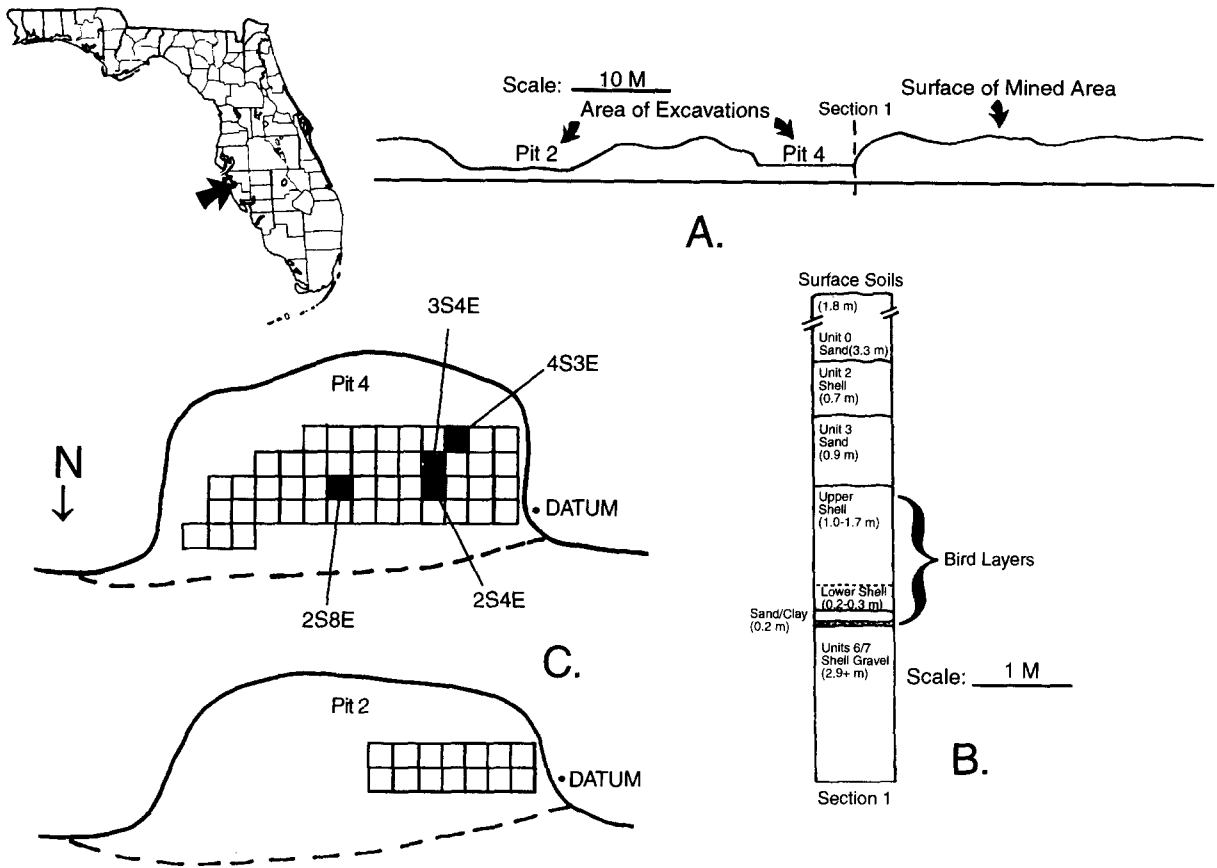 Scale: 10 M
Area of Excavations
Pit 2
Pit 4
Section 1
Surface of Mined Area
A.
Surface Soils
(1.8 m)
Unit 0
Sand(3.3 m)
Unit 2
Shell
(0.7 m)
Unit 3
Sand
(0.9 m)
Upper
Shell
(1.0-1.7 m)
Bird Layers
Lower Shell
(0.2-0.3 m)
Sand/Clay
(0.2 m)
Units 6/7
Shell Gravel
(2.9+ m)
Scale: 1 M
Section 1
B.
3S4E
4S3E
Pit 4
N
DATUM
2S8E
2S4E
C.
Pit 2
DATUM